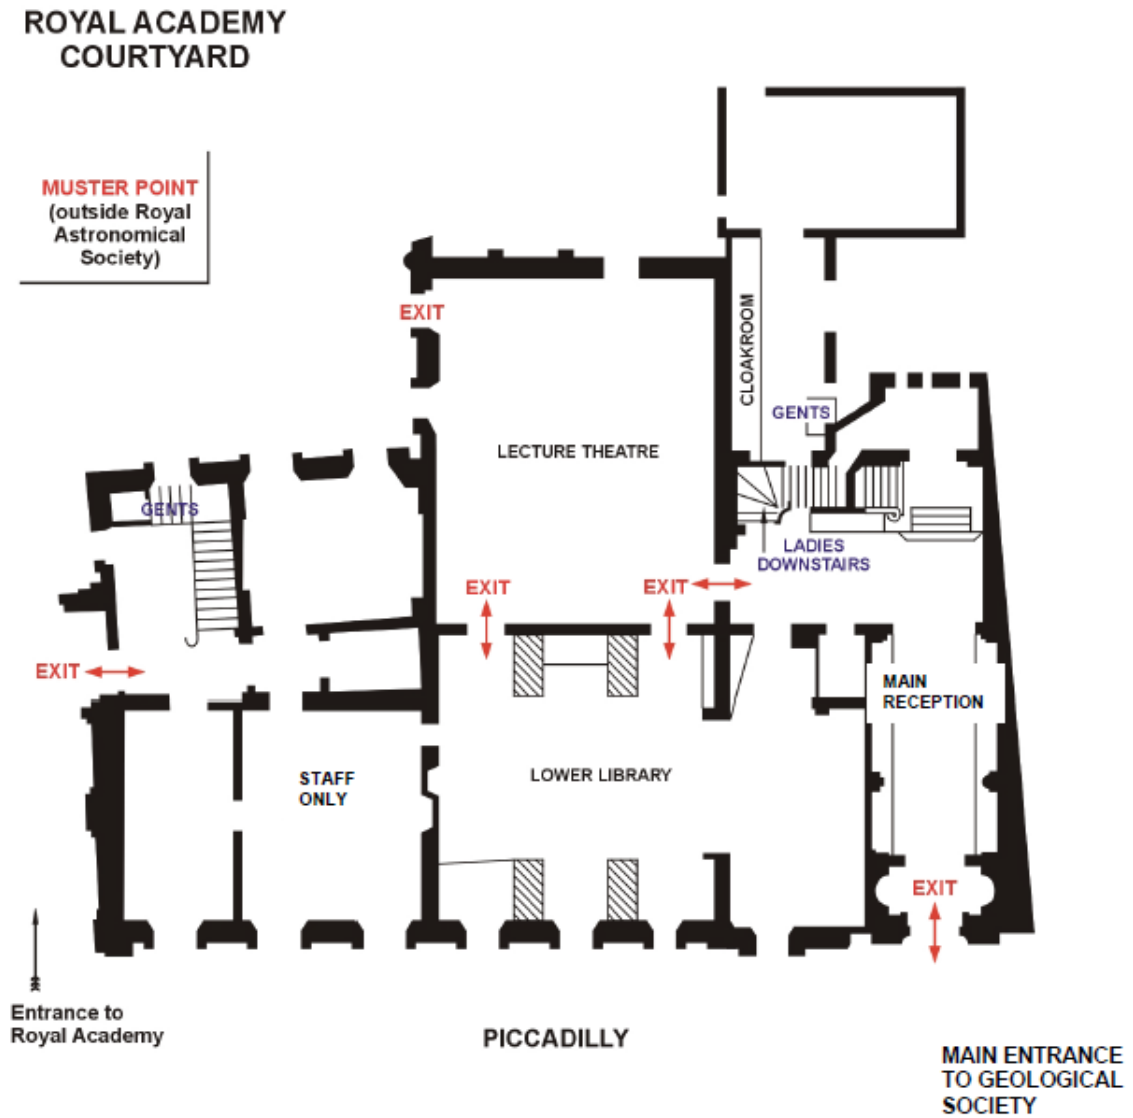 ROYAL ACADEMY
COURTYARD
MUSTER POINT
(outside Royal
Astronomical
Society)
EXIT
CLOAKROOM
GENTS
LECTURE THEATRE
GENTS
LADIES
DOWNSTAIRS
EXIT
EXIT
EXIT
MAIN
RECEPTION
STAFF
ONLY
LOWER LIBRARY
EXIT
Entrance to
Royal Academy
PICCADILLY
MAIN ENTRANCE
TO GEOLOGICAL
SOCIETY